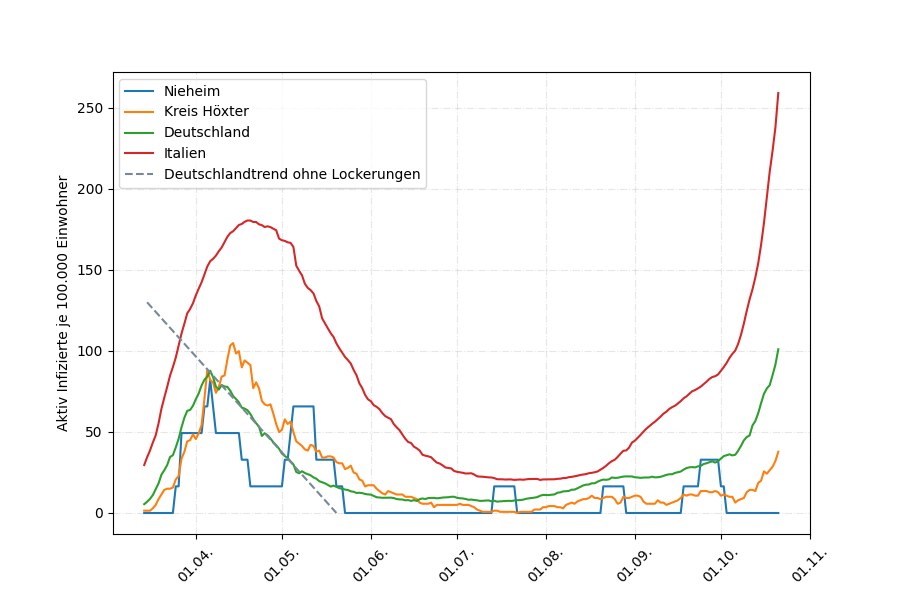 Nieheim
Kreis Höxter
Deutschland
Italien
Deutschlandtrend ohne Lockerungen
Aktiv Infizierte je 100.000 Einwohner
250
200
150
100
50
0
01.04.
01.05.
01.06.
01.07.
01.08.
01.09.
01.10.
01.11.